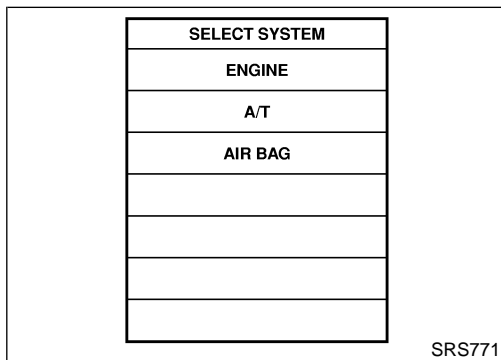 SELECT SYSTEM
ENGINE
A/T
AIR BAG
SRS771